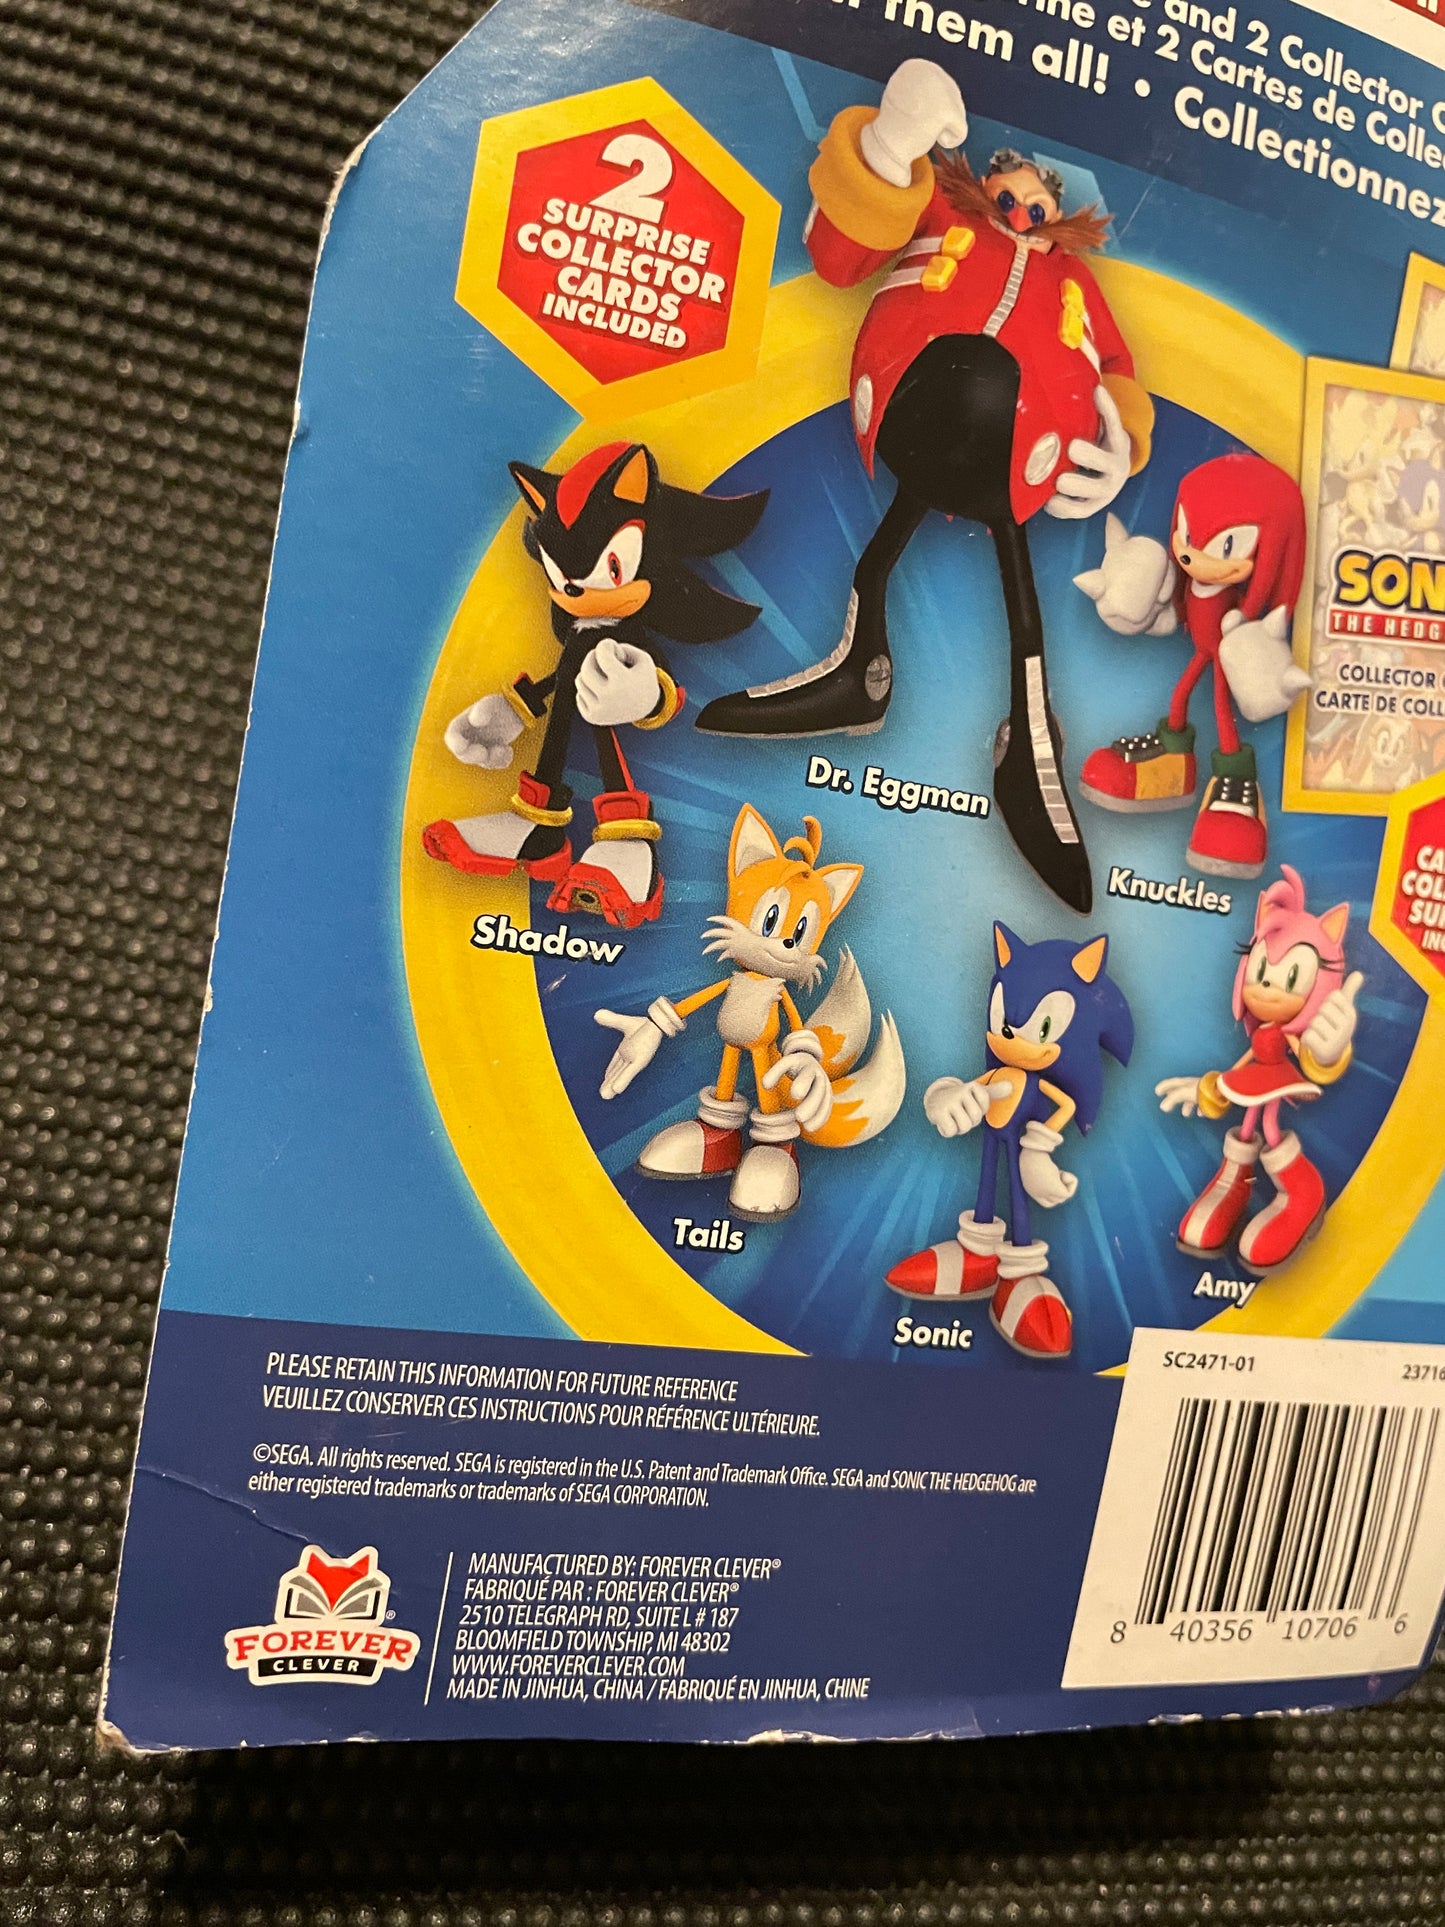 and 2 Collector
et 2 Cartes de
them all! • Collectionnez
2
SURPRISE
COLLECTOR
CARDS
INCLUDED
SON
THE HEDG
COLLECTOR
CARTE DE COLL
Dr. Eggman
Knuckles
Shadow
Tails
Sonic
Amy
PLEASE RETAIN THIS INFORMATION FOR FUTURE REFERENCE
VEUILLEZ CONSERVER CES INSTRUCTIONS POUR RÉFÉRENCE ULTÉRIEURE.
©SEGA. All rights reserved. SEGA is registered in the U.S. Patent and Trademark Office. SEGA and SONIC THE HEDGEHOG are
either registered trademarks or trademarks of SEGA CORPORATION.
FOREVER®
CLEVER
MANUFACTURED BY: FOREVER CLEVER®
FABRIQUÉ PAR : FOREVER CLEVER®
2510 TELEGRAPH RD, SUITE L # 187
BLOOMFIELD TOWNSHIP, MI 48302
WWW.FOREVERCLEVER.COM
MADE IN JINHUA, CHINA / FABRIQUÉ EN JINHUA, CHINE
SC2471-01
23716
8 40356 10706 6